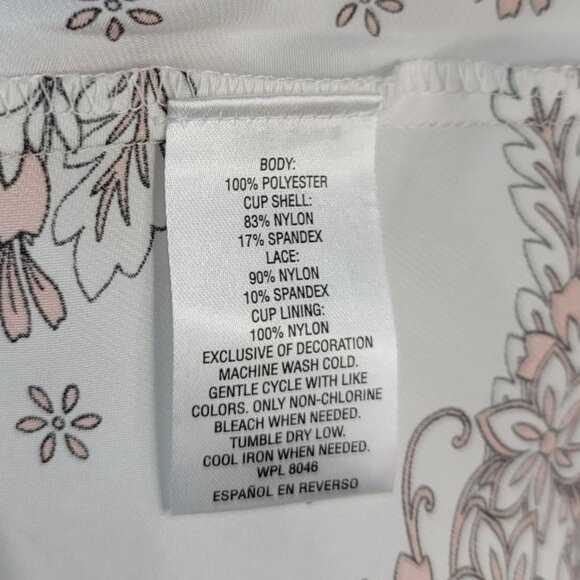 BODY:
100% POLYESTER
CUP SHELL:
83% NYLON
17% SPANDEX
LACE:
90% NYLON
10% SPANDEX
CUP LINING:
100% NYLON
EXCLUSIVE OF DECORATION
MACHINE WASH COLD.
GENTLE CYCLE WITH LIKE
COLORS. ONLY NON-CHLORINE
BLEACH WHEN NEEDED.
TUMBLE DRY LOW.
COOL IRON WHEN NEEDED.
WPL 8046
ESPAÑOL EN REVERSO